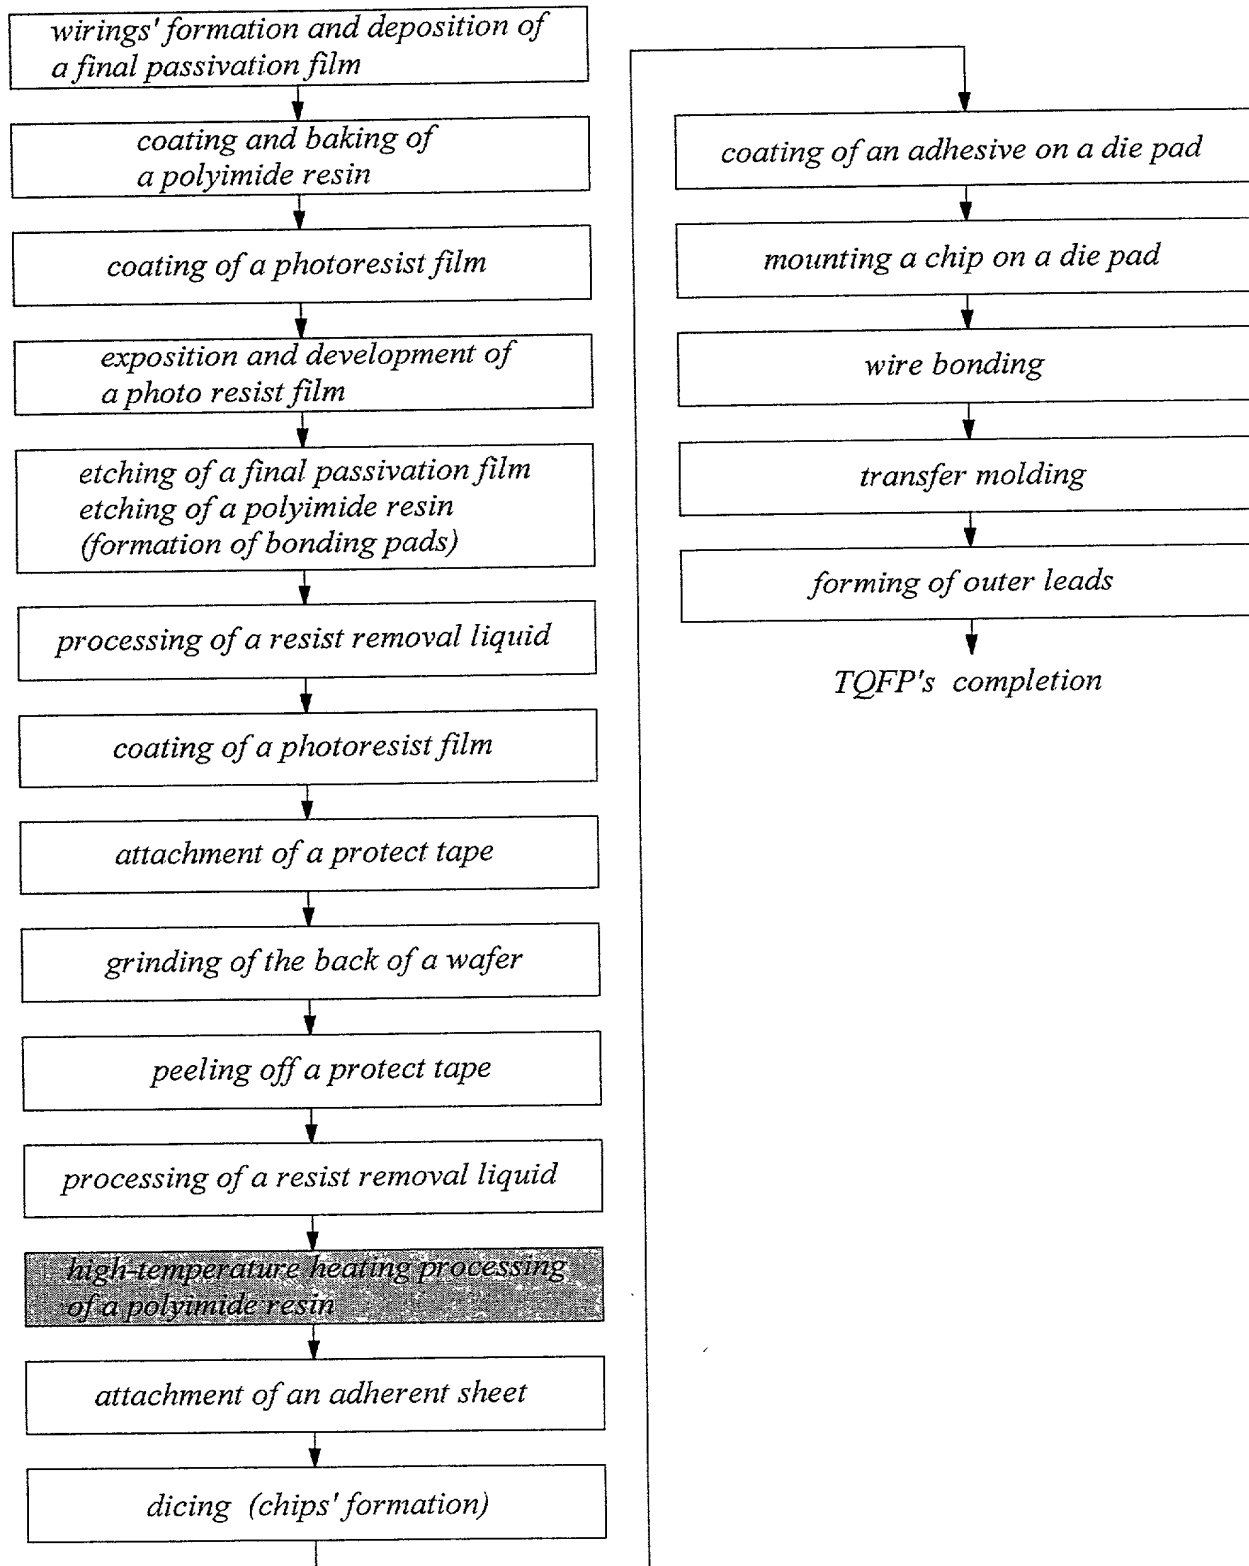 wirings' formation and deposition of
a final passivation film
coating and baking of
a polyimide resin
coating of a photoresist film
exposition and development of
a photo resist film
etching of a final passivation film
etching of a polyimide resin
(formation of bonding pads)
processing of a resist removal liquid
coating of a photoresist film
attachment of a protect tape
grinding of the back of a wafer
peeling off a protect tape
processing of a resist removal liquid
high-temperature heating processing
of a polyimide resin
attachment of an adherent sheet
dicing (chips' formation)
coating of an adhesive on a die pad
mounting a chip on a die pad
wire bonding
transfer molding
forming of outer leads
TQFP's completion